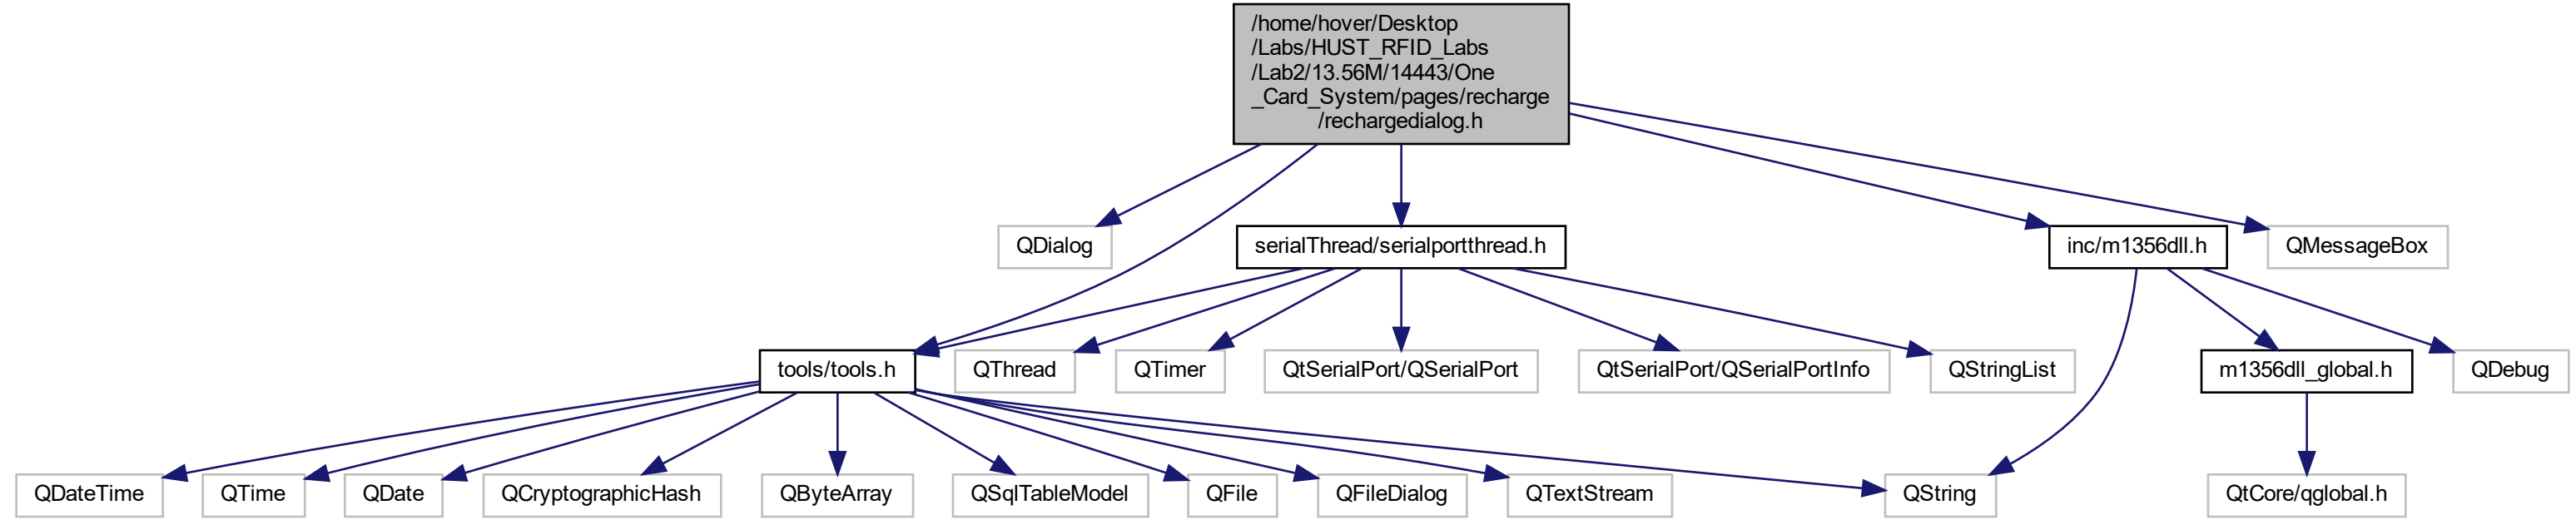 /home/hover/Desktop
/Labs/HUST_RFID_Labs
/Lab2/13.56M/14443/One
_Card_System/pages/recharge
/rechargedialog.h
QDialog
serialThread/serialportthread.h
inc/m1356dll.h
QMessageBox
tools/tools.h
QThread
QTimer
QtSerialPort/QSerialPort
QtSerialPort/QSerialPortInfo
QStringList
m1356dll_global.h
QDebug
QDateTime
QTime
QDate
QCryptographicHash
QByteArray
QSqlTableModel
QFile
QFileDialog
QTextStream
QString
QtCore/qglobal.h